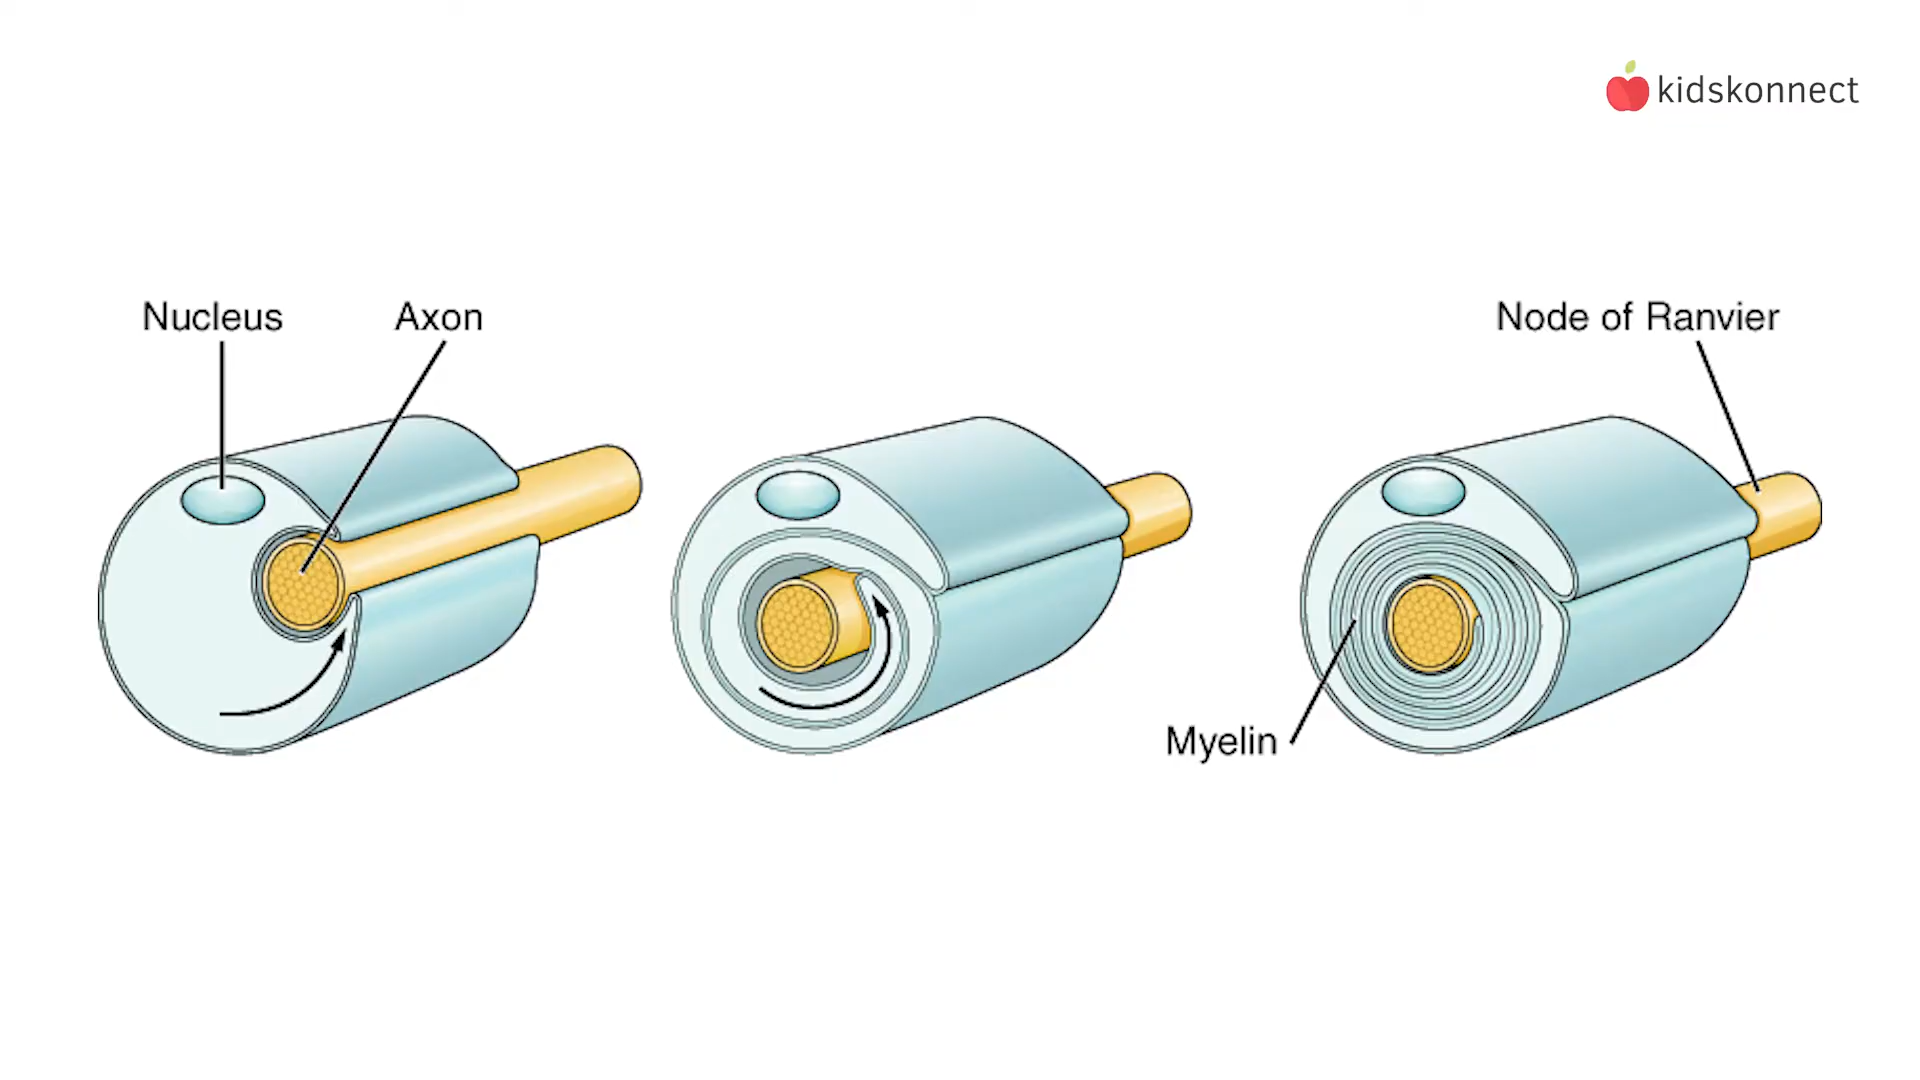 kidskonnect
Nucleus
Axon
Node of Ranvier
Myelin